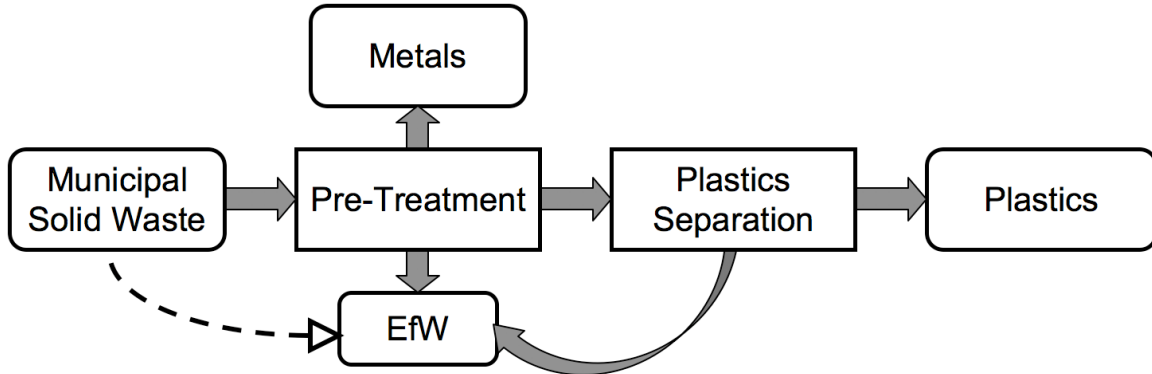 Metals
Municipal
Solid Waste
Pre-Treatment
Plastics
Separation
Plastics
EfW